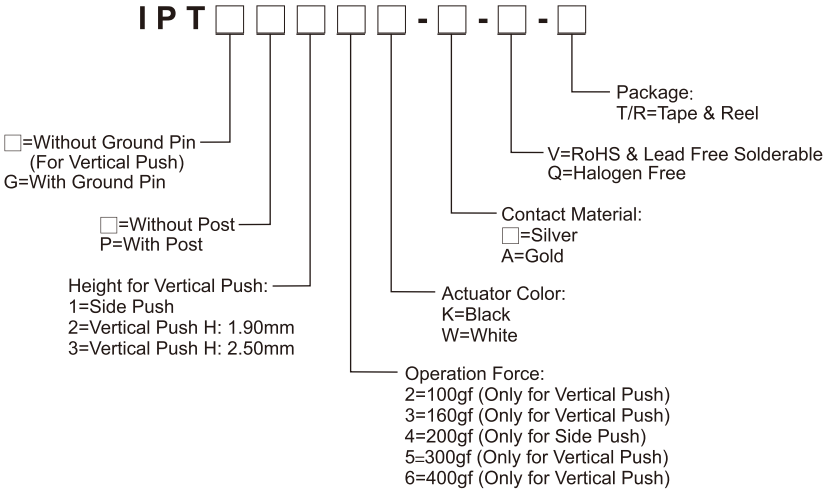 IPT□□□□□-□-□-□
Package:
T/R=Tape & Reel
□=Without Ground Pin
(For Vertical Push)
G=With Ground Pin
V=RoHS & Lead Free Solderable
Q=Halogen Free
□=Without Post
P=With Post
Contact Material:
□=Silver
A=Gold
Height for Vertical Push:
1=Side Push
2=Vertical Push H: 1.90mm
3=Vertical Push H: 2.50mm
Actuator Color:
K=Black
W=White
Operation Force:
2=100gf (Only for Vertical Push)
3=160gf (Only for Vertical Push)
4=200gf (Only for Side Push)
5=300gf (Only for Vertical Push)
6=400gf (Only for Vertical Push)